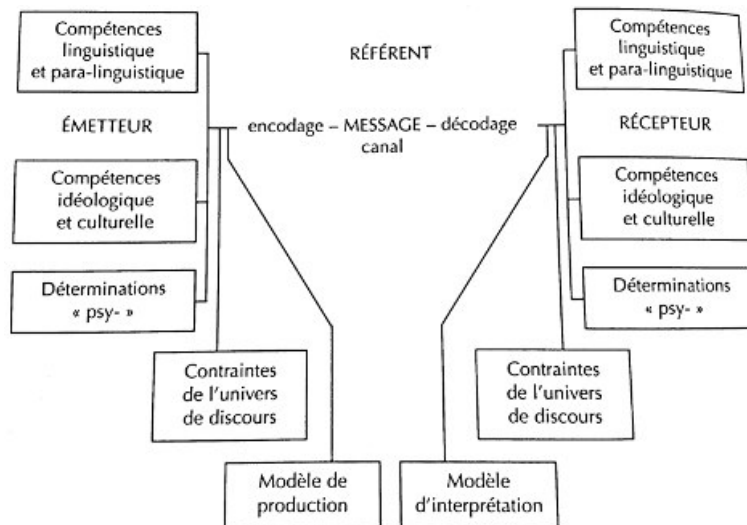 Compétences
linguistique
et para-linguistique
RÉFÉRENT
Compétences
linguistique
et para-linguistique
ÉMETTEUR
encodage – MESSAGE – décodage
canal
RÉCEPTEUR
Compétences
idéologique
et culturelle
Compétences
idéologique
et culturelle
Déterminations
« psy- »
Déterminations
« psy- »
Contraintes
de l'univers
de discours
Contraintes
de l'univers
de discours
Modèle de
production
Modèle
d'interprétation